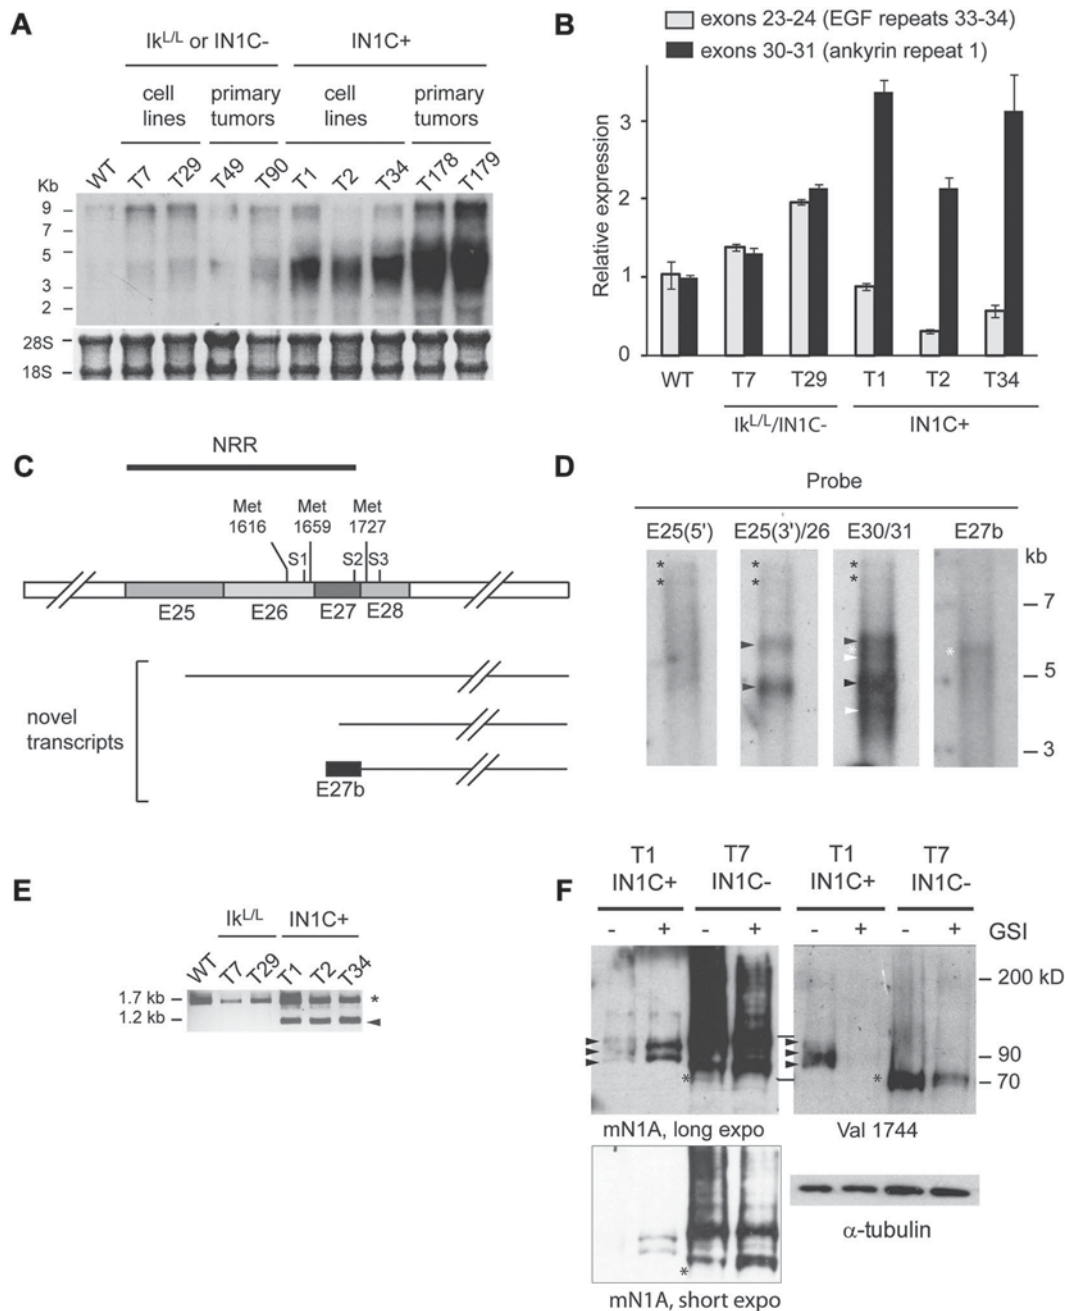 A
Ik^L/L or IN1C-
IN1C+
cell lines
primary tumors
cell lines
primary tumors
Kb
WT
T7
T29
T49
T90
T1
T2
T34
T178
T179
9
7
5
3
2
28S
18S
B
exons 23-24 (EGF repeats 33-34)
exons 30-31 (ankyrin repeat 1)
Relative expression
3
2
1
0
WT T7 T29 T1 T2 T34
Ik^L/L/IN1C- IN1C+
C
NRR
Met 1616
Met 1659
Met 1727
S1 S2 S3
E25 E26 E27 E28
novel transcripts
E27b
D
Probe
E25(5') E25(3')/26 E30/31 E27b
kb
* * * *
* * * *
* *
7
5
3
E
Ik^L/L IN1C+
WT T7 T29 T1 T2 T34
1.7 kb *
1.2 kb
F
T1 IN1C+
T7 IN1C-
T1 IN1C+
T7 IN1C-
- + - + - + - + GSI
200 kD
90
70
* *
mN1A, long expo
Val 1744
*
mN1A, short expo
α-tubulin